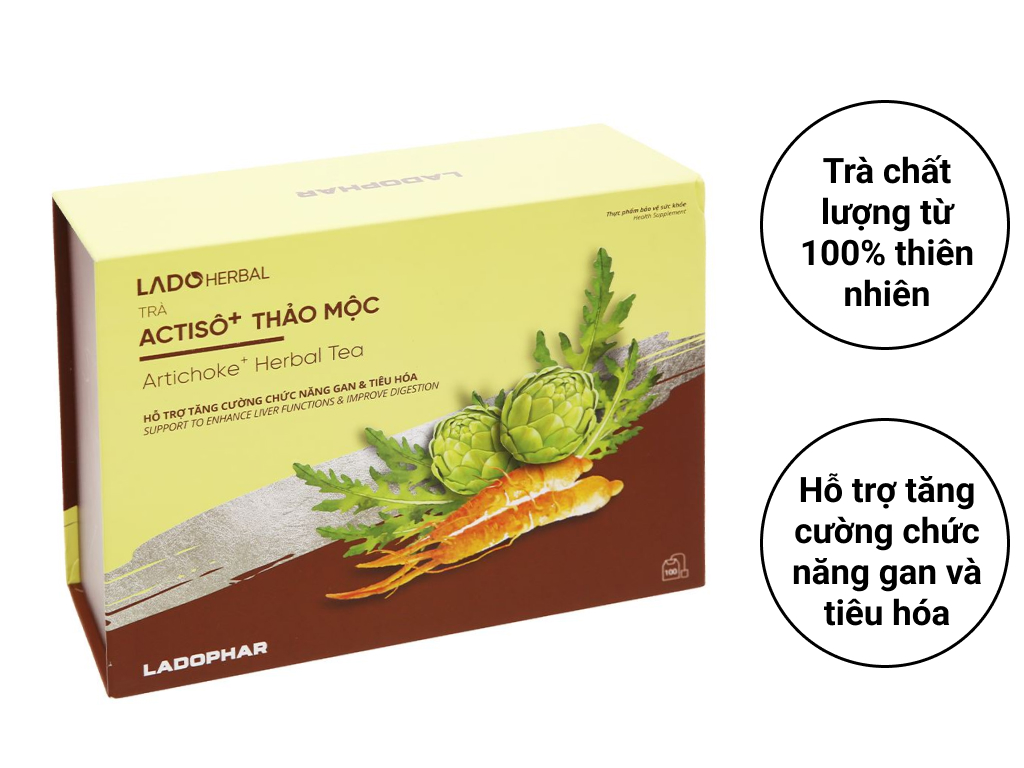 LADOPHAR
Thực phẩm bảo vệ sức khỏe
Health Supplement
LADOHERBAL
TRÀ
ACTISÔ+ THẢO MỘC
Artichoke+ Herbal Tea
HỖ TRỢ TĂNG CƯỜNG CHỨC NĂNG GAN & TIÊU HÓA
SUPPORT TO ENHANCE LIVER FUNCTIONS & IMPROVE DIGESTION
100
LADOPHAR
Trà chất
lượng từ
100% thiên
nhiên
Hỗ trợ tăng
cường chức
năng gan và
tiêu hóa